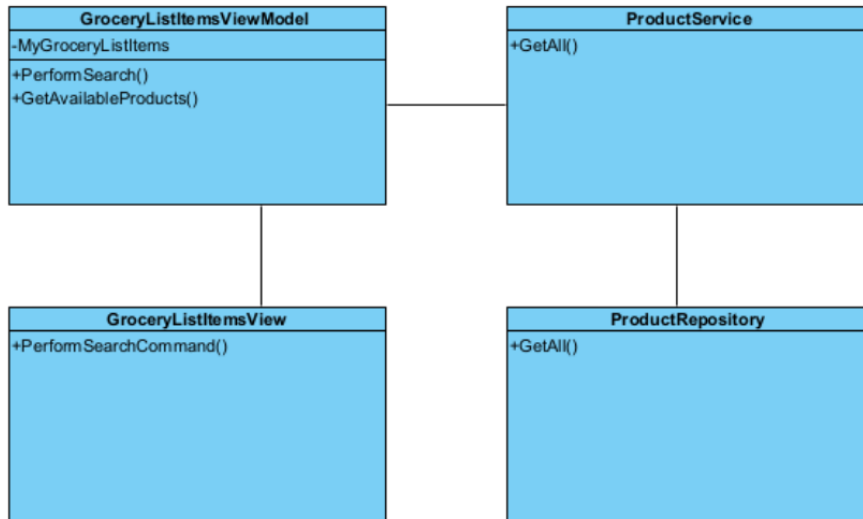 GroceryListItemsViewModel
-MyGroceryListItems
+PerformSearch()
+GetAvailableProducts()
ProductService
+GetAll()
GroceryListItemsView
+PerformSearchCommand()
ProductRepository
+GetAll()